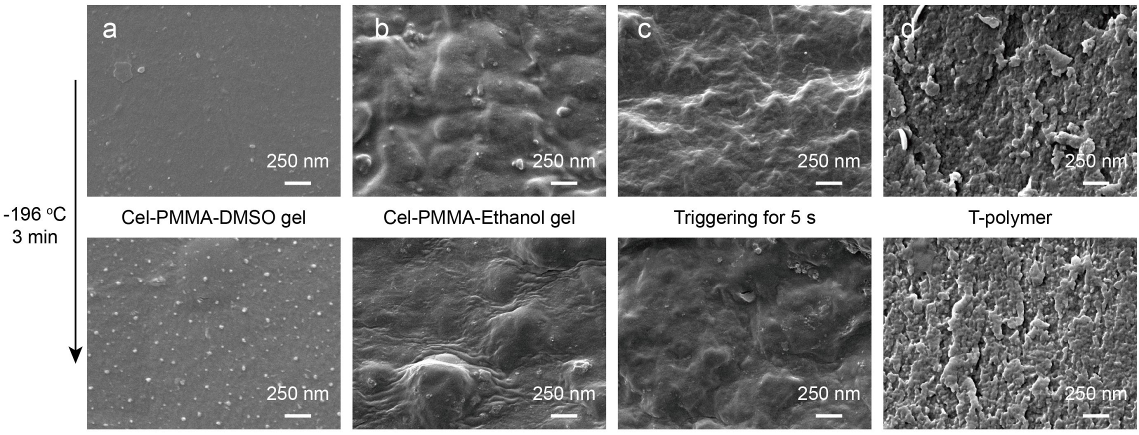 a
b
c
d
250 nm
250 nm
250 nm
250 nm
-196 °C
3 min
Cel-PMMA-DMSO gel
Cel-PMMA-Ethanol gel
Triggering for 5 s
T-polymer
250 nm
250 nm
250 nm
250 nm